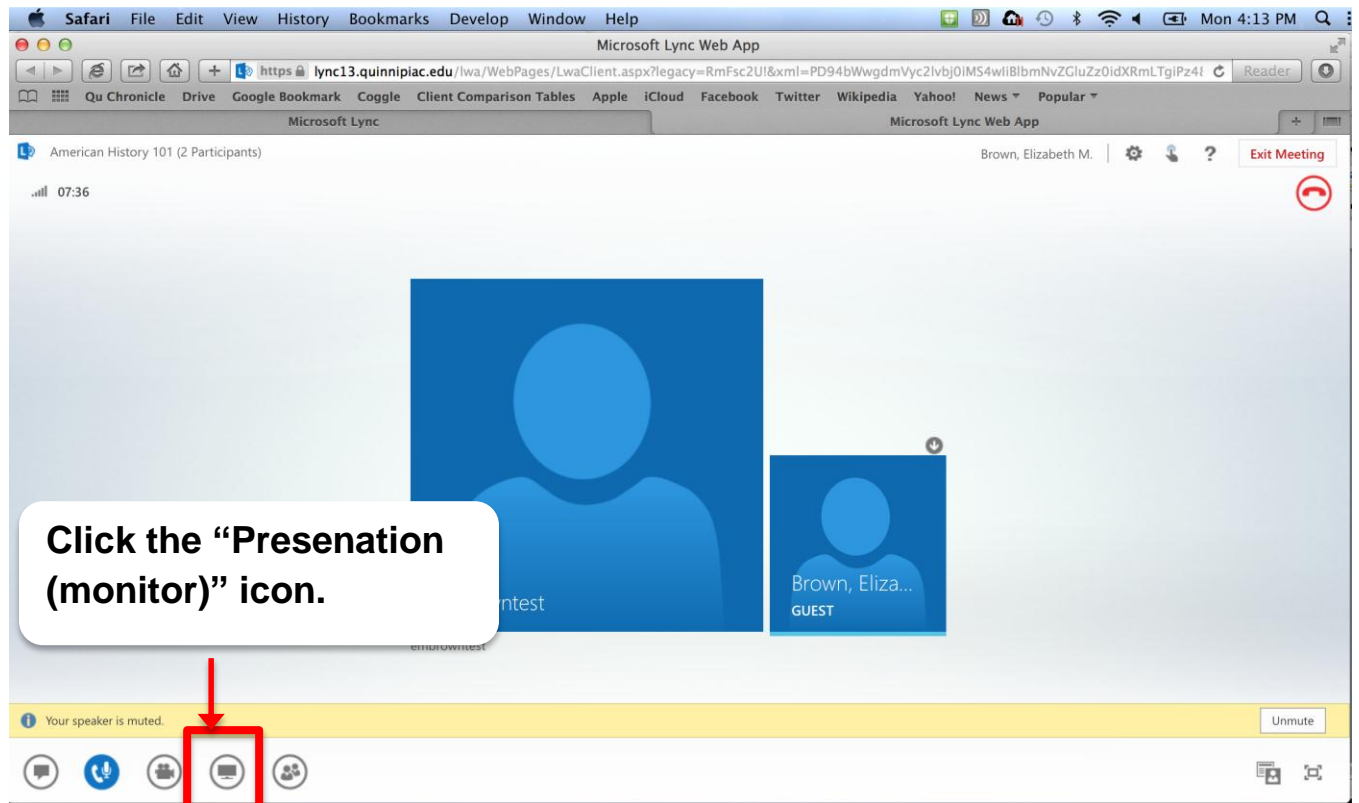 Safari File Edit View History Bookmarks Develop Window Help Mon 4:13 PM
Microsoft Lync Web App
https lync13.quinnipiac.edu/lwa/WebPages/LwaClient.aspx?legacy=RmFsc2U!&xml=PD94bWwgdmVyc2lvbj0iMS4wIiBlbmNvZGluZz0idXRmLTgiPz48 Reader
Qu Chronicle Drive Google Bookmark Coggle Client Comparison Tables Apple iCloud Facebook Twitter Wikipedia Yahoo! News Popular
Microsoft Lync Microsoft Lync Web App
American History 101 (2 Participants) Brown, Elizabeth M. ? Exit Meeting
07:36
Click the “Presenation
(monitor)” icon.
ntest
Brown, Eliza...
GUEST
embrowntest
Your speaker is muted. Unmute